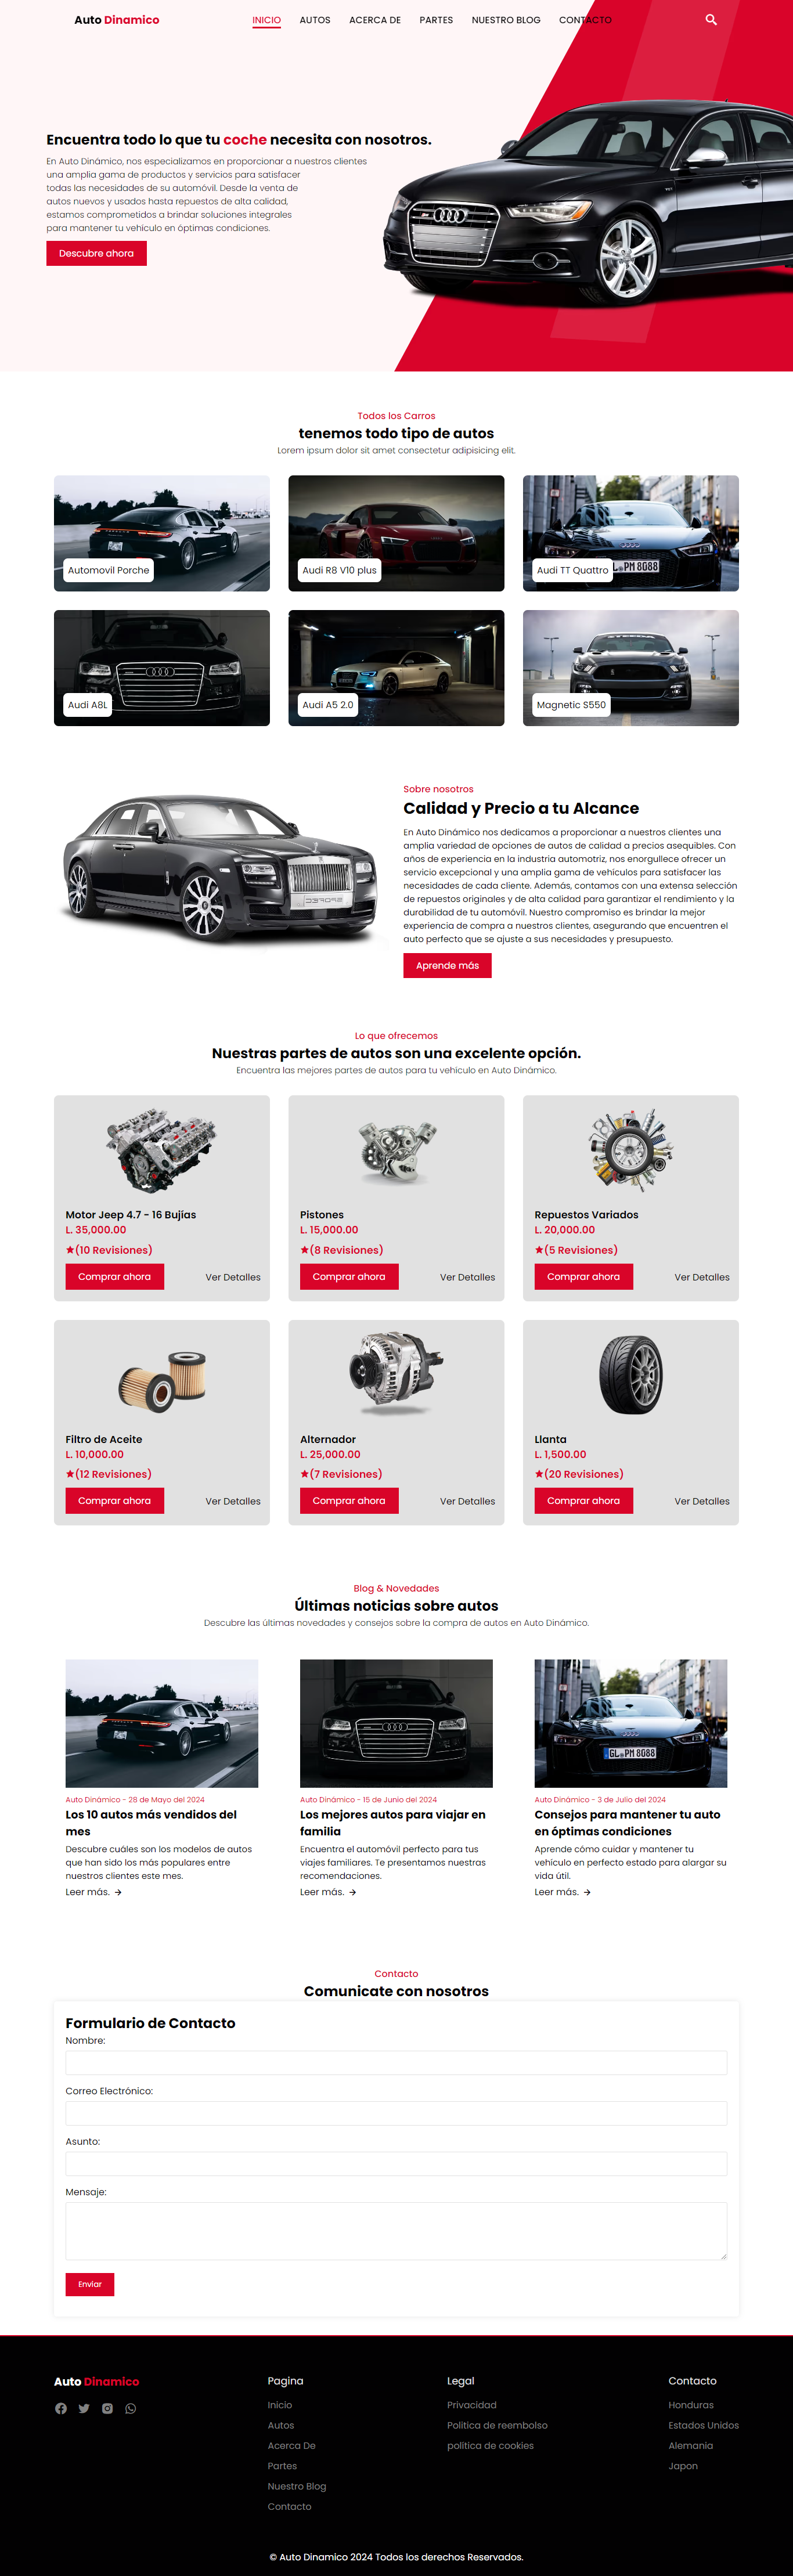 Auto Dinamico
INICIO
AUTOS
ACERCA DE
PARTES
NUESTRO BLOG
CONTACTO
Encuentra todo lo que tu coche necesita con nosotros.
En Auto Dinámico, nos especializamos en proporcionar a nuestros clientes
una amplia gama de productos y servicios para satisfacer
todas las necesidades de su automóvil. Desde la venta de
autos nuevos y usados hasta repuestos de alta calidad,
estamos comprometidos a brindar soluciones integrales
para mantener tu vehículo en óptimas condiciones.
Descubre ahora
Todos los Carros
tenemos todo tipo de autos
Lorem ipsum dolor sit amet consectetur adipisicing elit.
Automovil Porche
Audi R8 V10 plus
Audi TT Quattro
PM 8088
Audi A8L
Audi A5 2.0
Magnetic S550
Sobre nosotros
Calidad y Precio a tu Alcance
En Auto Dinámico nos dedicamos a proporcionar a nuestros clientes una
amplia variedad de opciones de autos de calidad a precios asequibles. Con
años de experiencia en la industria automotriz, nos enorgullece ofrecer un
servicio excepcional y una amplia gama de vehículos para satisfacer las
necesidades de cada cliente. Además, contamos con una extensa selección
de repuestos originales y de alta calidad para garantizar el rendimiento y la
durabilidad de tu automóvil. Nuestro compromiso es brindar la mejor
experiencia de compra a nuestros clientes, asegurando que encuentren el
auto perfecto que se ajuste a sus necesidades y presupuesto.
Aprende más
Lo que ofrecemos
Nuestras partes de autos son una excelente opción.
Encuentra las mejores partes de autos para tu vehículo en Auto Dinámico.
Motor Jeep 4.7 - 16 Bujías
L. 35,000.00
(10 Revisiones)
Comprar ahora
Ver Detalles
Pistones
L. 15,000.00
(8 Revisiones)
Comprar ahora
Ver Detalles
Repuestos Variados
L. 20,000.00
(5 Revisiones)
Comprar ahora
Ver Detalles
Filtro de Aceite
L. 10,000.00
(12 Revisiones)
Comprar ahora
Ver Detalles
Alternador
L. 25,000.00
(7 Revisiones)
Comprar ahora
Ver Detalles
Llanta
L. 1,500.00
(20 Revisiones)
Comprar ahora
Ver Detalles
Blog & Novedades
Últimas noticias sobre autos
Descubre las últimas novedades y consejos sobre la compra de autos en Auto Dinámico.
Auto Dinámico - 28 de Mayo del 2024
Los 10 autos más vendidos del
mes
Descubre cuáles son los modelos de autos
que han sido los más populares entre
nuestros clientes este mes.
Leer más.
Auto Dinámico - 15 de Junio del 2024
Los mejores autos para viajar en
familia
Encuentra el automóvil perfecto para tus
viajes familiares. Te presentamos nuestras
recomendaciones.
Leer más.
GL PM 8088
Auto Dinámico - 3 de Julio del 2024
Consejos para mantener tu auto
en óptimas condiciones
Aprende cómo cuidar y mantener tu
vehículo en perfecto estado para alargar su
vida útil.
Leer más.
Contacto
Comunicate con nosotros
Formulario de Contacto
Nombre:
Correo Electrónico:
Asunto:
Mensaje:
Enviar
Auto Dinamico
Pagina
Inicio
Autos
Acerca De
Partes
Nuestro Blog
Contacto
Legal
Privacidad
Politica de reembolso
politica de cookies
Contacto
Honduras
Estados Unidos
Alemania
Japon
© Auto Dinamico 2024 Todos los derechos Reservados.